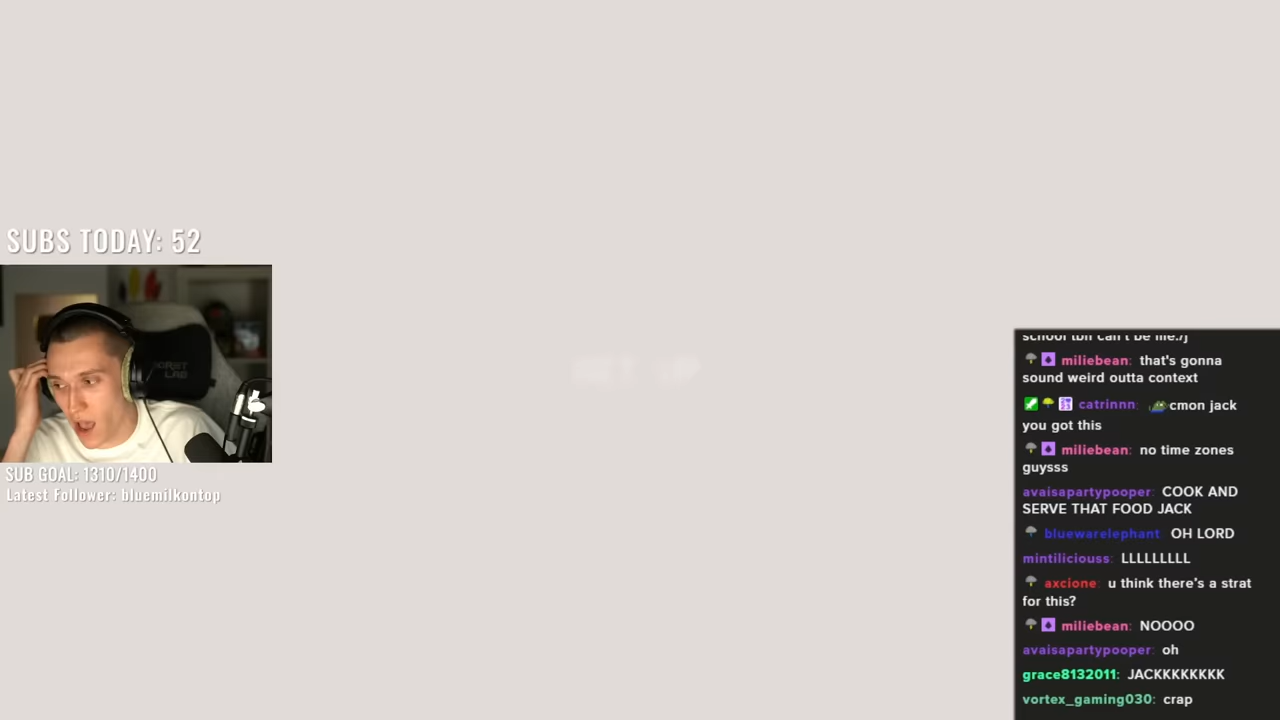 SUBS TODAY: 52
SUB GOAL: 1310/1400
Latest Follower: bluemilkontop
miliebean: that's gonna
sound weird outta context
catrinnn: cmon jack
you got this
miliebean: no time zones
guysss
avaisapartypooper: COOK AND
SERVE THAT FOOD JACK
bluewarelephant: OH LORD
mintiliciouss: LLLLLLLLL
axcione: u think there's a strat
for this?
miliebean: NOOOO
avaisapartypooper: oh
grace8132011: JACKKKKKKKK
vortex_gaming030: crap